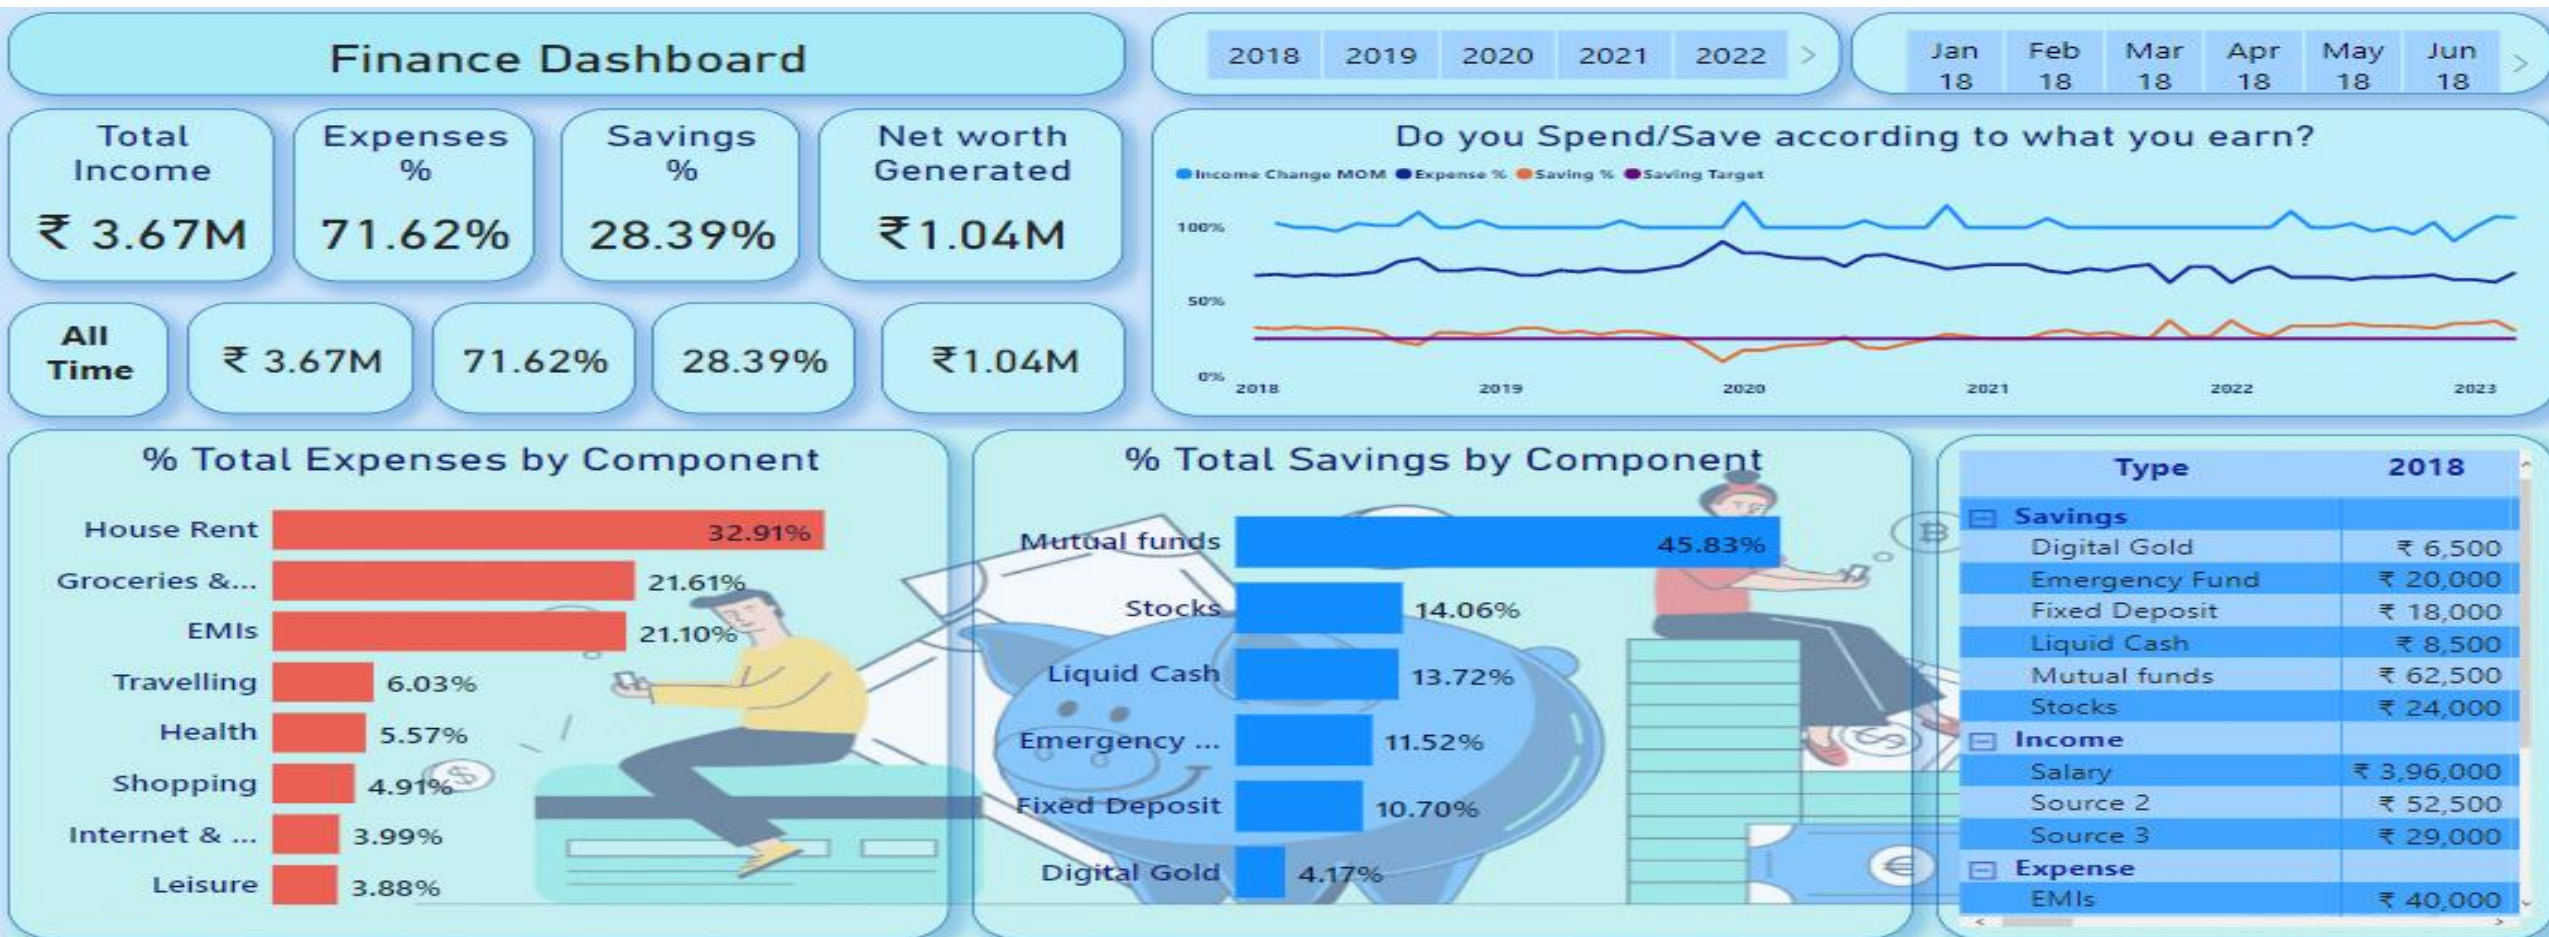 Finance Dashboard
2018 2019 2020 2021 2022 >
Jan 18 Feb 18 Mar 18 Apr 18 May 18 Jun 18 >
Total Income
₹ 3.67M
Expenses %
71.62%
Savings %
28.39%
Net worth Generated
₹1.04M
All Time
₹ 3.67M
71.62%
28.39%
₹1.04M
Do you Spend/Save according to what you earn?
Income Change MOM Expense % Saving % Saving Target
100%
50%
0%
2018 2019 2020 2021 2022 2023
% Total Expenses by Component
House Rent 32.91%
Groceries &... 21.61%
EMIs 21.10%
Travelling 6.03%
Health 5.57%
Shopping 4.91%
Internet & ... 3.99%
Leisure 3.88%
% Total Savings by Component
Mutual funds 45.83%
Stocks 14.06%
Liquid Cash 13.72%
Emergency ... 11.52%
Fixed Deposit 10.70%
Digital Gold 4.17%
Type 2018
Savings
Digital Gold ₹ 6,500
Emergency Fund ₹ 20,000
Fixed Deposit ₹ 18,000
Liquid Cash ₹ 8,500
Mutual funds ₹ 62,500
Stocks ₹ 24,000
Income
Salary ₹ 3,96,000
Source 2 ₹ 52,500
Source 3 ₹ 29,000
Expense
EMIs ₹ 40,000